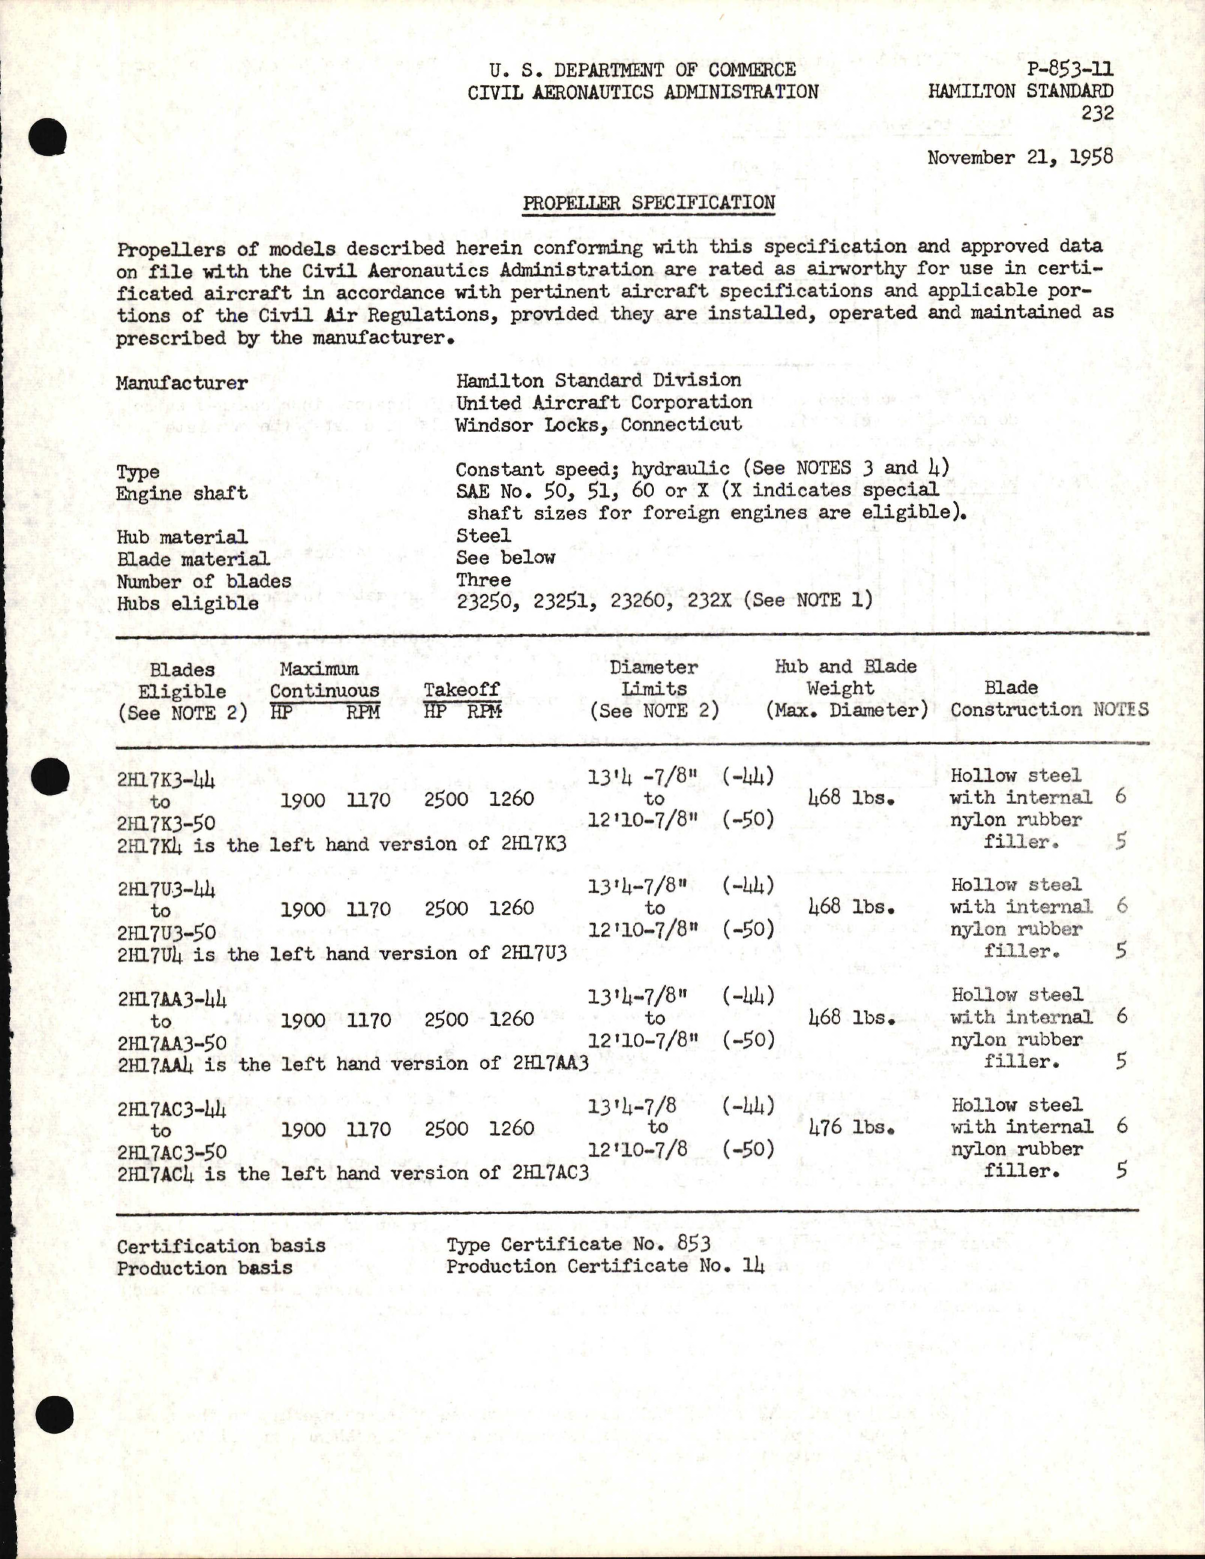 U. S. DEPARTMENT OF COMMERCE P-853-11
CIVIL AERONAUTICS ADMINISTRATION HAMILTON STANDARD
232
November 21, 1958
PROPELLER SPECIFICATION
Propellers of models described herein conforming with this specification and approved data
on file with the Civil Aeronautics Administration are rated as airworthy for use in certi-
ficated aircraft in accordance with pertinent aircraft specifications and applicable por-
tions of the Civil Air Regulations, provided they are installed, operated and maintained as
prescribed by the manufacturer.
Manufacturer Hamilton Standard Division
United Aircraft Corporation
Windsor Locks, Connecticut
Type Constant speed; hydraulic (See NOTES 3 and 4)
Engine shaft SAE No. 50, 51, 60 or X (X indicates special
shaft sizes for foreign engines are eligible).
Hub material Steel
Blade material See below
Number of blades Three
Hubs eligible 23250, 23251, 23260, 232X (See NOTE 1)
Blades Maximum Diameter Hub and Blade
Eligible Continuous Takeoff Limits Weight Blade
(See NOTE 2) HP RPM HP RPM (See NOTE 2) (Max. Diameter) Construction NOTES
2H17K3-44 13'4 -7/8" (-44) Hollow steel
to 1900 1170 2500 1260 to 468 lbs. with internal 6
2H17K3-50 12'10-7/8" (-50) nylon rubber
2H17K4 is the left hand version of 2H17K3 filler. 5
2H17U3-44 13'4-7/8" (-44) Hollow steel
to 1900 1170 2500 1260 to 468 lbs. with internal 6
2H17U3-50 12'10-7/8" (-50) nylon rubber
2H17U4 is the left hand version of 2H17U3 filler. 5
2H17AA3-44 13'4-7/8" (-44) Hollow steel
to 1900 1170 2500 1260 to 468 lbs. with internal 6
2H17AA3-50 12'10-7/8" (-50) nylon rubber
2H17AA4 is the left hand version of 2H17AA3 filler. 5
2H17AC3-44 13'4-7/8 (-44) Hollow steel
to 1900 1170 2500 1260 to 476 lbs. with internal 6
2H17AC3-50 12'10-7/8 (-50) nylon rubber
2H17AC4 is the left hand version of 2H17AC3 filler. 5
Certification basis Type Certificate No. 853
Production basis Production Certificate No. 14